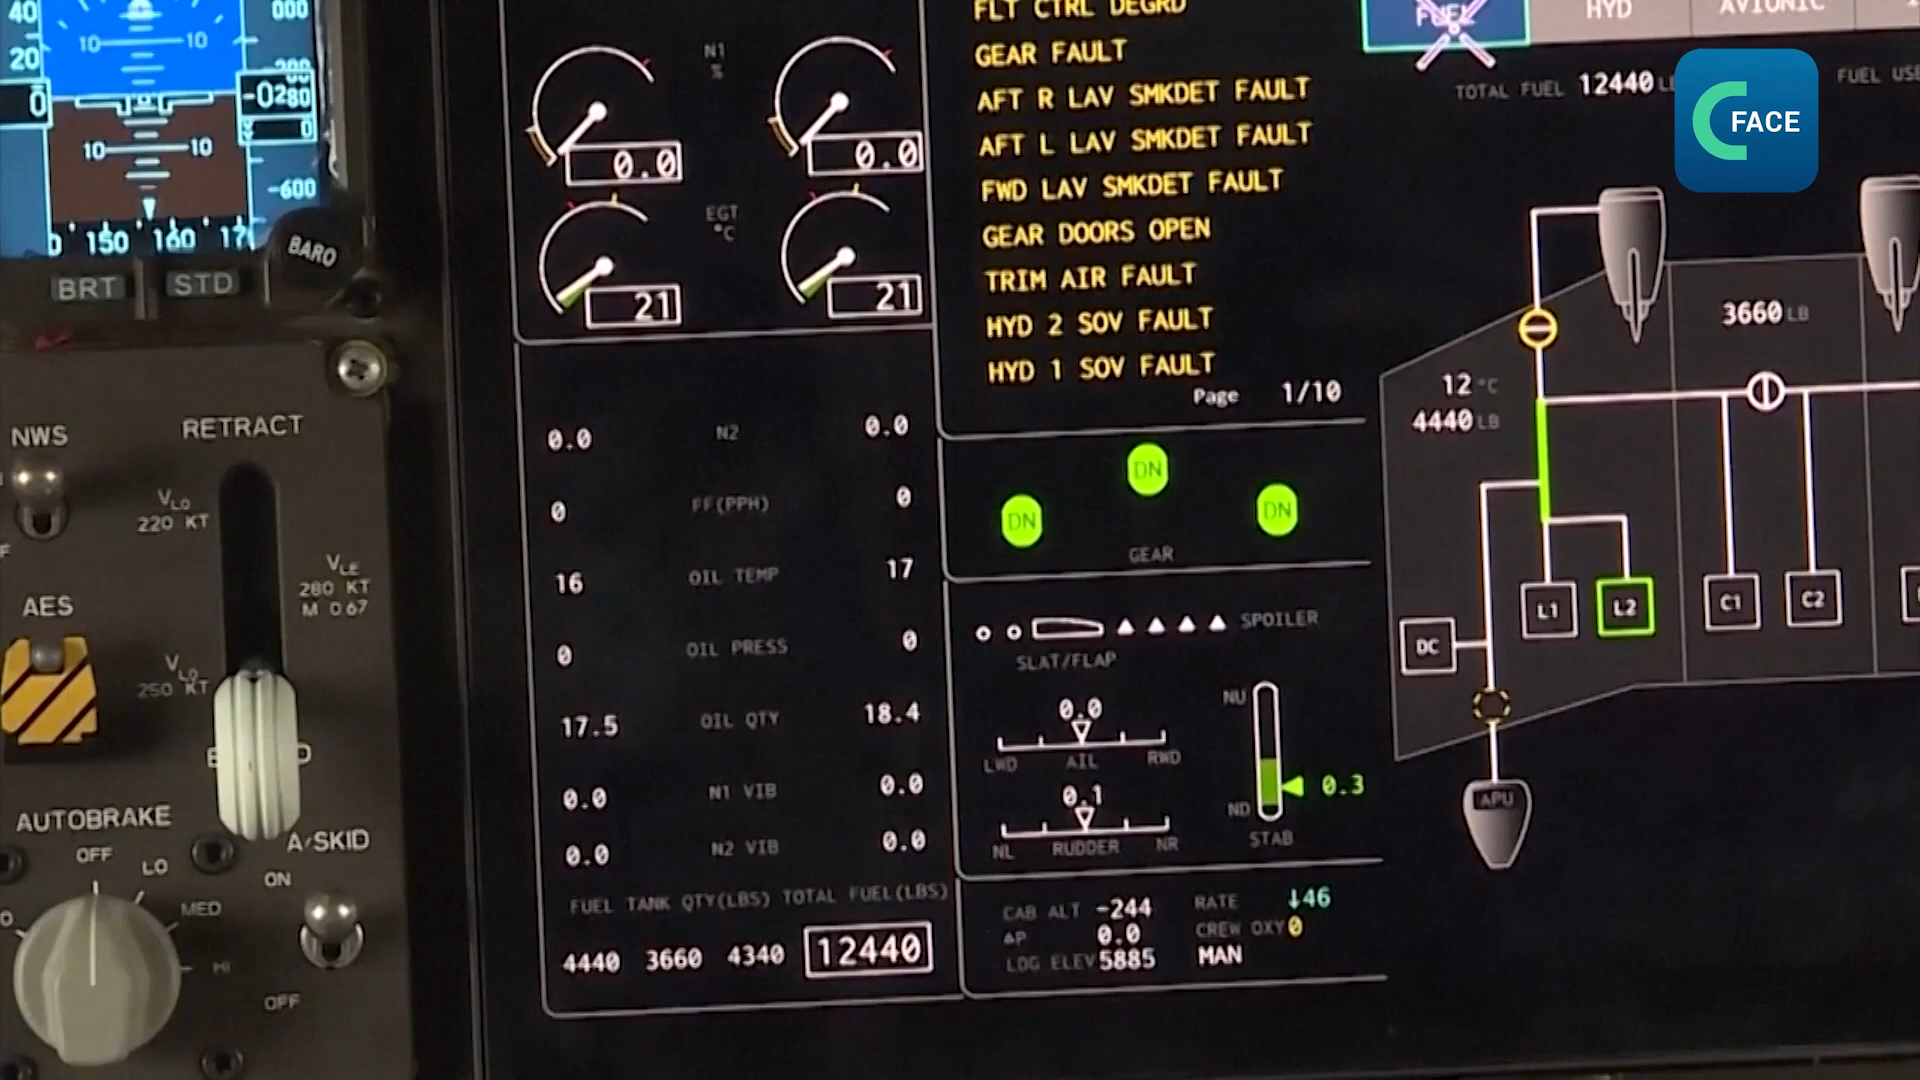 40
20
0
10 10
10 10
000
-0280
0
-600
150 160
BRT
STD
BARO
NWS
RETRACT
VLO
220 KT
VLE
280 KT
M 0.67
AES
VLO
250 KT
AUTOBRAKE
OFF
LO
MED
HI
A/SKID
ON
OFF
N1
%
0.0
0.0
EGT
°C
21
21
0.0 N2 0.0
0 FF(PPH) 0
16 OIL TEMP 17
0 OIL PRESS 0
17.5 OIL QTY 18.4
0.0 N1 VIB 0.0
0.0 N2 VIB 0.0
FUEL TANK QTY(LBS) TOTAL FUEL(LBS)
4440 3660 4340 12440
FLT CTRL DEGRD
GEAR FAULT
AFT R LAV SMKDET FAULT
AFT L LAV SMKDET FAULT
FWD LAV SMKDET FAULT
GEAR DOORS OPEN
TRIM AIR FAULT
HYD 2 SOV FAULT
HYD 1 SOV FAULT
Page 1/10
DN
DN
DN
GEAR
SPOILER
SLAT/FAP
0.0
LWD AIL RWD
0.1
NL RUDDER NR
NU
0.3
ND
STAB
CAB ALT -244 RATE ↓46
ΔP 0.0 CREW OXY 0
LDG ELEV 5885 MAN
FUEL
HYD
AVIONIC
TOTAL FUEL 12440
FUEL USE
CFACE
3660 LB
12 °C
4440 LB
L1
L2
C1
C2
DC
APU